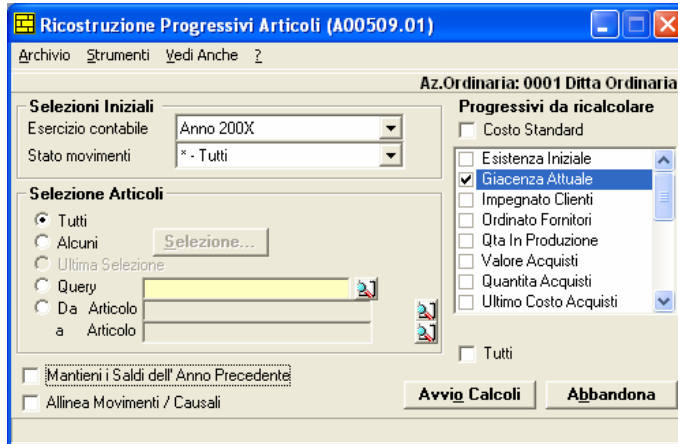 Ricostruzione Progressivi Articoli (A00509.01)
Archivio Strumenti Vedi Anche ?
Az.Ordinaria: 0001 Ditta Ordinaria
Selezioni Iniziali
Esercizio contabile Anno 200X
Stato movimenti * - Tutti
Selezione Articoli
Tutti
Alcuni Selezione...
Ultima Selezione
Query
Da Articolo
a Articolo
Mantieni i Saldi dell' Anno Precedente
Allinea Movimenti / Causali
Progressivi da ricalcolare
Costo Standard
Esistenza Iniziale
Giacenza Attuale
Impegnato Clienti
Ordinato Fornitori
Qta In Produzione
Valore Acquisti
Quantita Acquisti
Ultimo Costo Acquisti
Tutti
Avvio Calcoli Abbandona